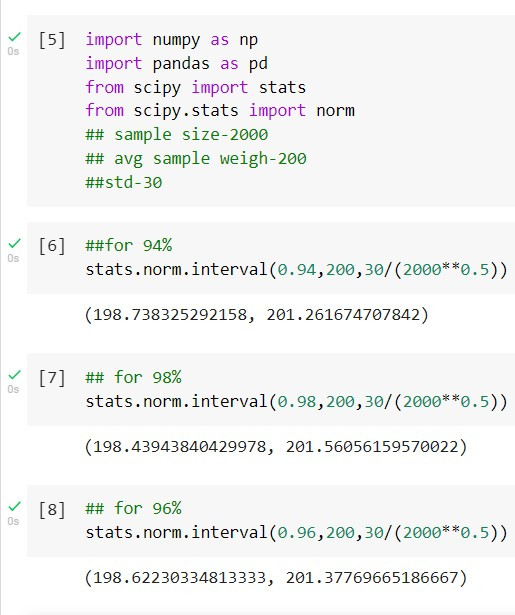 [5] import numpy as np
0s
import pandas as pd
from scipy import stats
from scipy.stats import norm
## sample size-2000
## avg sample weigh-200
##std-30
[6] ##for 94%
0s
stats.norm.interval(0.94,200,30/(2000**0.5))
(198.738325292158, 201.261674707842)
[7] ## for 98%
0s
stats.norm.interval(0.98,200,30/(2000**0.5))
(198.43943840429978, 201.56056159570022)
[8] ## for 96%
0s
stats.norm.interval(0.96,200,30/(2000**0.5))
(198.62230334813333, 201.37769665186667)